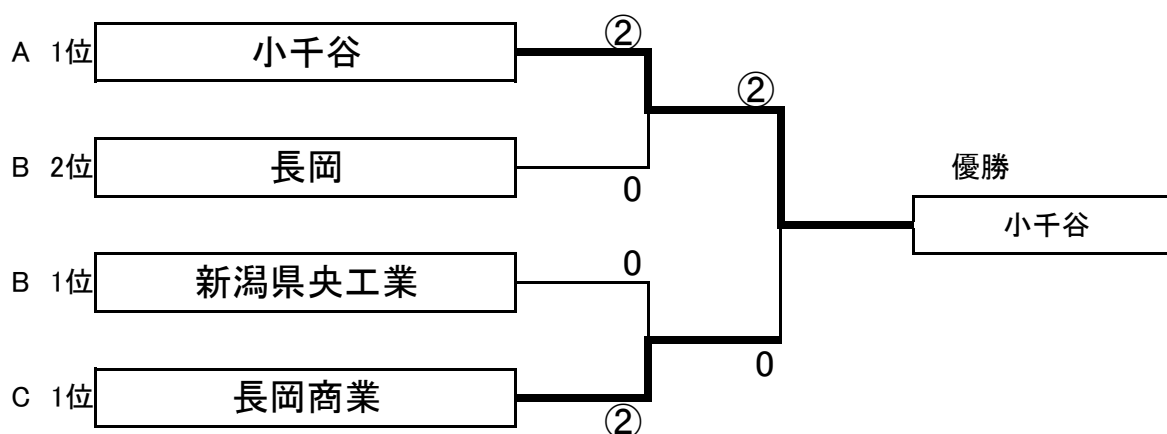 A 1位 小千谷 ②
②
B 2位 長岡 0
優勝
小千谷
B 1位 新潟県央工業 0
0
C 1位 長岡商業 ②